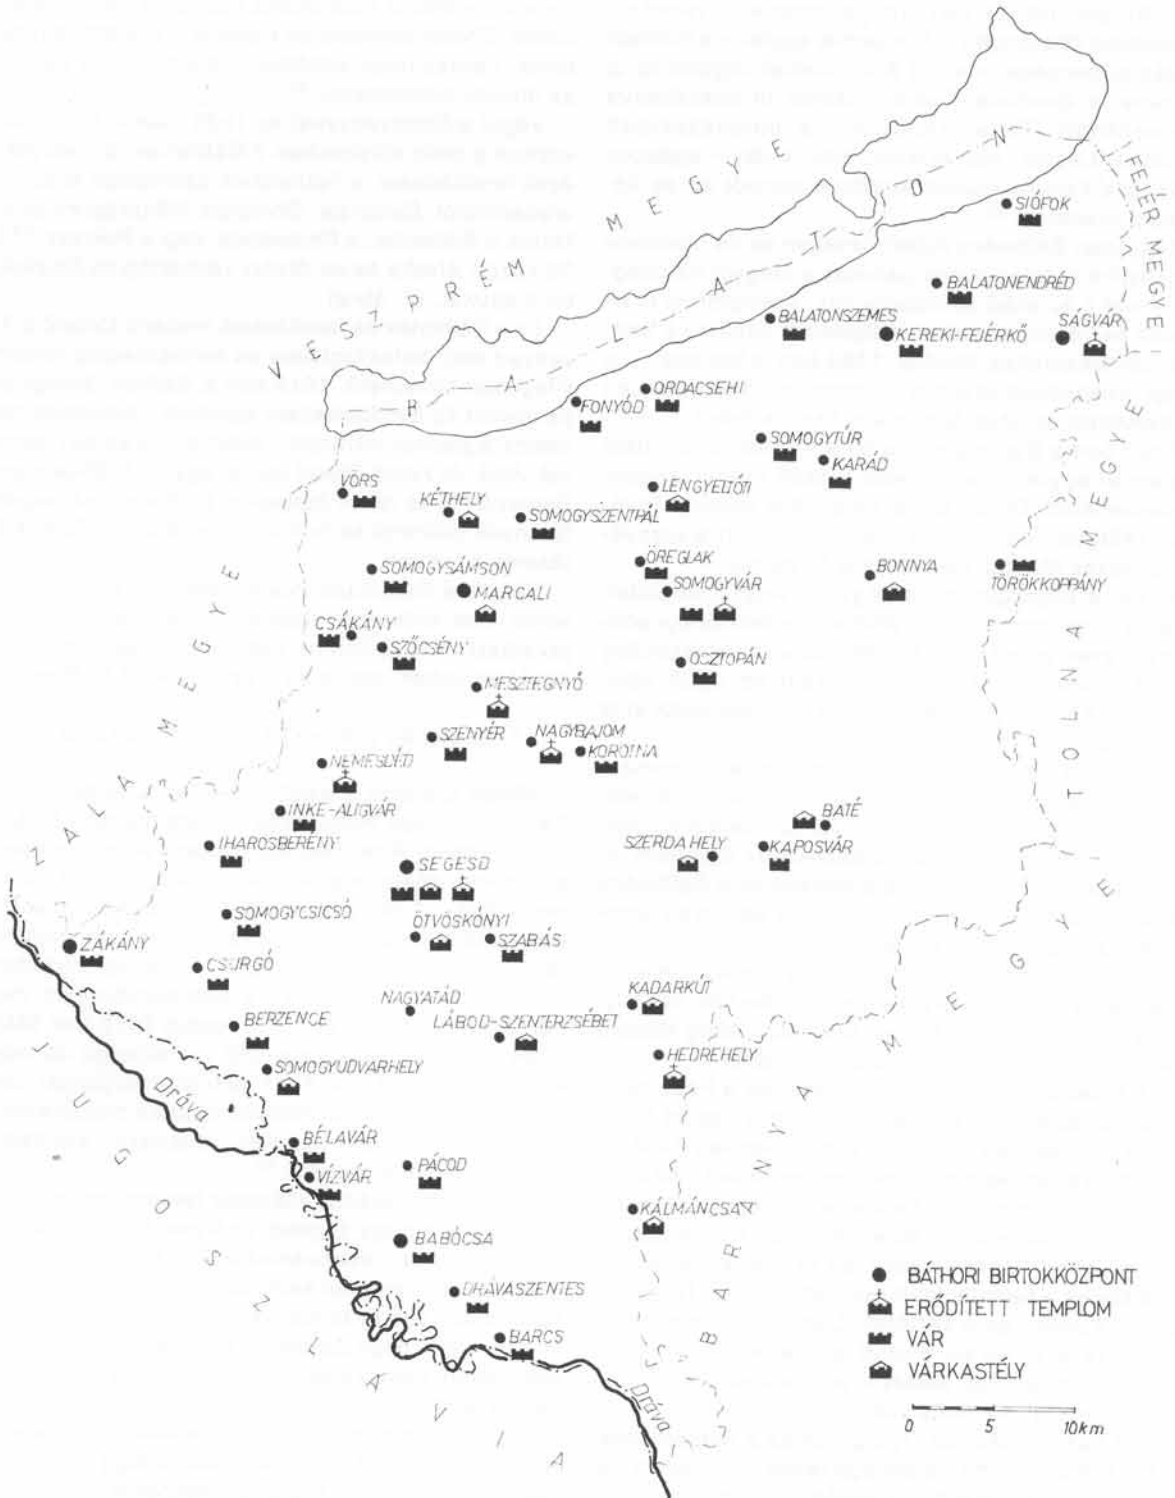 VESZPRÉM MEGYE
BALATON
FEJÉR MEGYE
SIÓFOK
BALATONENDRÉD
BALATONSZEMES
KEREKI-FEJÉRKŐ
SÁGVÁR
ORDACSEHI
FONYÓD
SOMOGYTÚR
KARÁD
LENGYELTÓTI
VÖRS
KÉTHELY
SOMOGYSZENTPÁL
ÖREGLAK
BONNYA
TÖRÖKKOPPÁNY
SOMOGYSÁMSON
MARCALI
SOMOGYVÁR
CSÁKÁNY
SZŐCSÉNY
OSZTOPÁN
MESZTEGNYŐ
SZENYÉR
NAGYBAJOM
KOROTNA
NEMESLÉD
INKE-ALIGVÁR
BATÉ
IHAROSBERÉNY
SZERDAHELY
KAPOSVÁR
SEGESD
ZALA MEGYE
TOLNA MEGYE
SOMOGYCSICSÓ
ÖTVÖSKÓNYI
SZABÁS
ZÁKÁNY
CSURGÓ
NAGYATÁD
KADARKÚT
BERZENCE
LÁBOD-SZENTERZSÉBET
HEDREHELY
SOMOGYUDVARHELY
Dráva
BÉLAVÁR
PÁCOD
VÍZVÁR
KÁLMÁNCSA
BABÓCSA
DRÁVASZENTES
BARCS
JUGOSZLÁVIA
BARANYA MEGYE
Dráva
BÁTHORI BIRTOKKÖZPONT
ERŐDÍTETT TEMPLOM
VÁR
VÁRKASTÉLY
0 5 10km